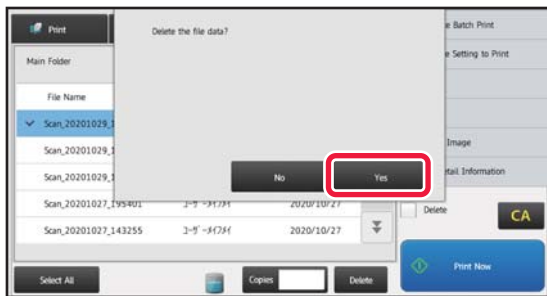 Print
Delete the file data?
e Batch Print
Main Folder
e Setting to Print
File Name
Scan_20201029_1
Scan_20201029_1
Image
Scan_20201029_1
No
Yes
etail Information
Scan_20201027_195401
2020/10/27
Delete
CA
Scan_20201027_143255
2020/10/27
Print Now
Select All
Copies
Delete